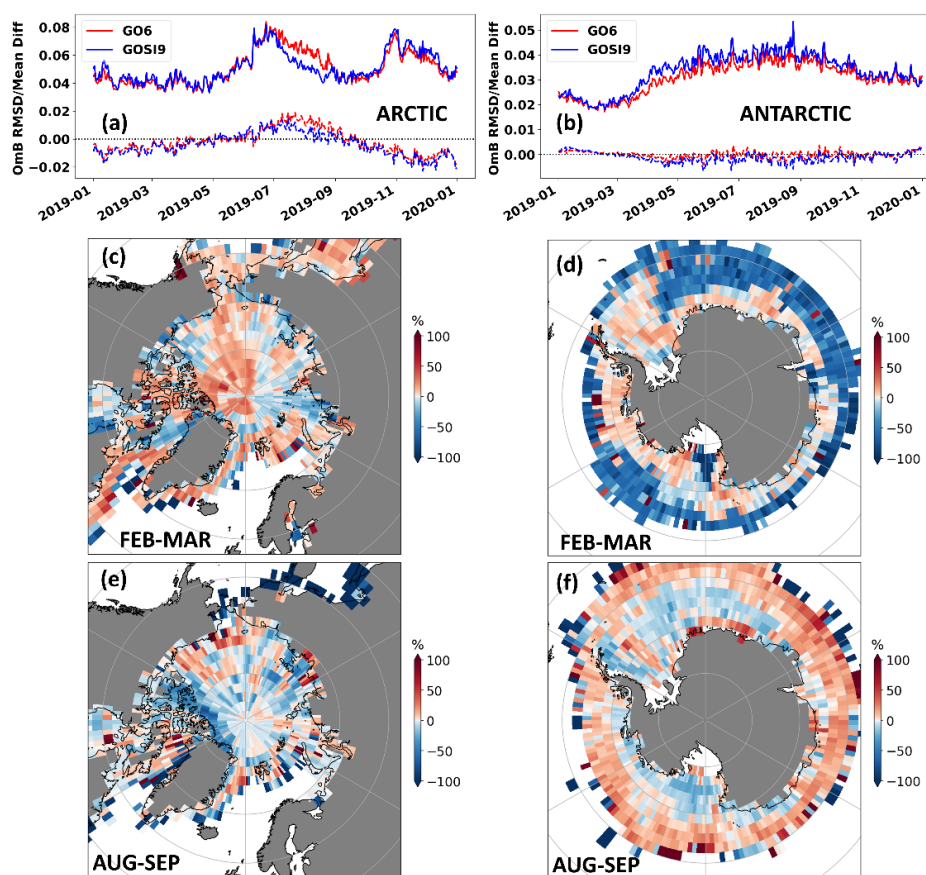 GO6
GOSI9
OmB RMSD/Mean Diff
0.08
0.06
0.04
0.02
0.00
−0.02
(a)
ARCTIC
2019-01
2019-03
2019-05
2019-07
2019-09
2019-11
2020-01
GO6
GOSI9
OmB RMSD/Mean Diff
0.05
0.04
0.03
0.02
0.01
0.00
(b)
ANTARCTIC
2019-01
2019-03
2019-05
2019-07
2019-09
2019-11
2020-01
(c)
FEB-MAR
%
100
50
0
−50
−100
(d)
FEB-MAR
%
100
50
0
−50
−100
(e)
AUG-SEP
%
100
50
0
−50
−100
(f)
AUG-SEP
%
100
50
0
−50
−100